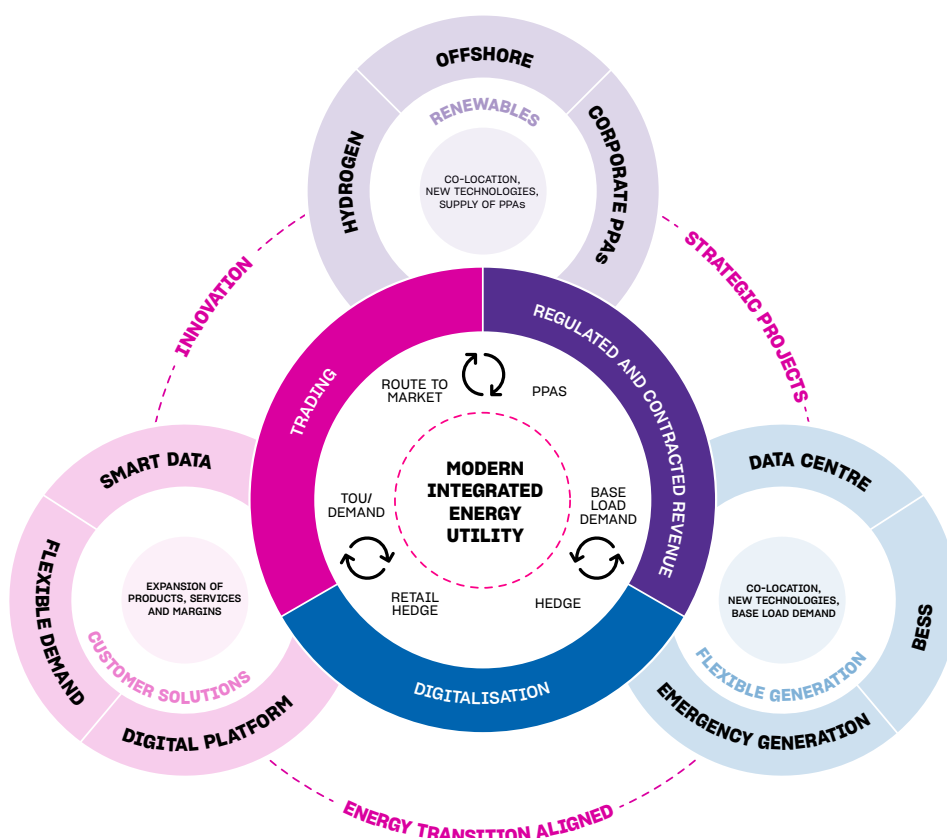 OFFSHORE
RENEWABLES
HYDROGEN
CORPORATE PPAs
CO-LOCATION,
NEW TECHNOLOGIES,
SUPPLY OF PPAs
INNOVATION
STRATEGIC PROJECTS
TRADING
REGULATED AND CONTRACTED REVENUE
ROUTE TO
MARKET
PPAS
MODERN
INTEGRATED
ENERGY
UTILITY
TOU/
DEMAND
BASE
LOAD
DEMAND
RETAIL
HEDGE
HEDGE
DIGITALISATION
SMART DATA
FLEXIBLE DEMAND
EXPANSION OF
PRODUCTS, SERVICES
AND MARGINS
CUSTOMER SOLUTIONS
DIGITAL PLATFORM
DATA CENTRE
BESS
CO-LOCATION,
NEW TECHNOLOGIES,
BASE LOAD DEMAND
FLEXIBLE GENERATION
EMERGENCY GENERATION
ENERGY TRANSITION ALIGNED